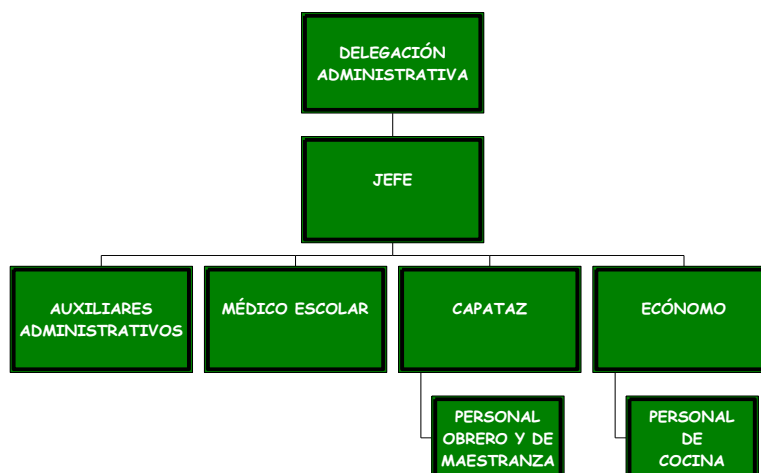 DELEGACIÓN
ADMINISTRATIVA
JEFE
AUXILIARES
ADMINISTRATIVOS
MÉDICO ESCOLAR
CAPATAZ
ECÓNOMO
PERSONAL
OBRERO Y DE
MAESTRANZA
PERSONAL
DE
COCINA